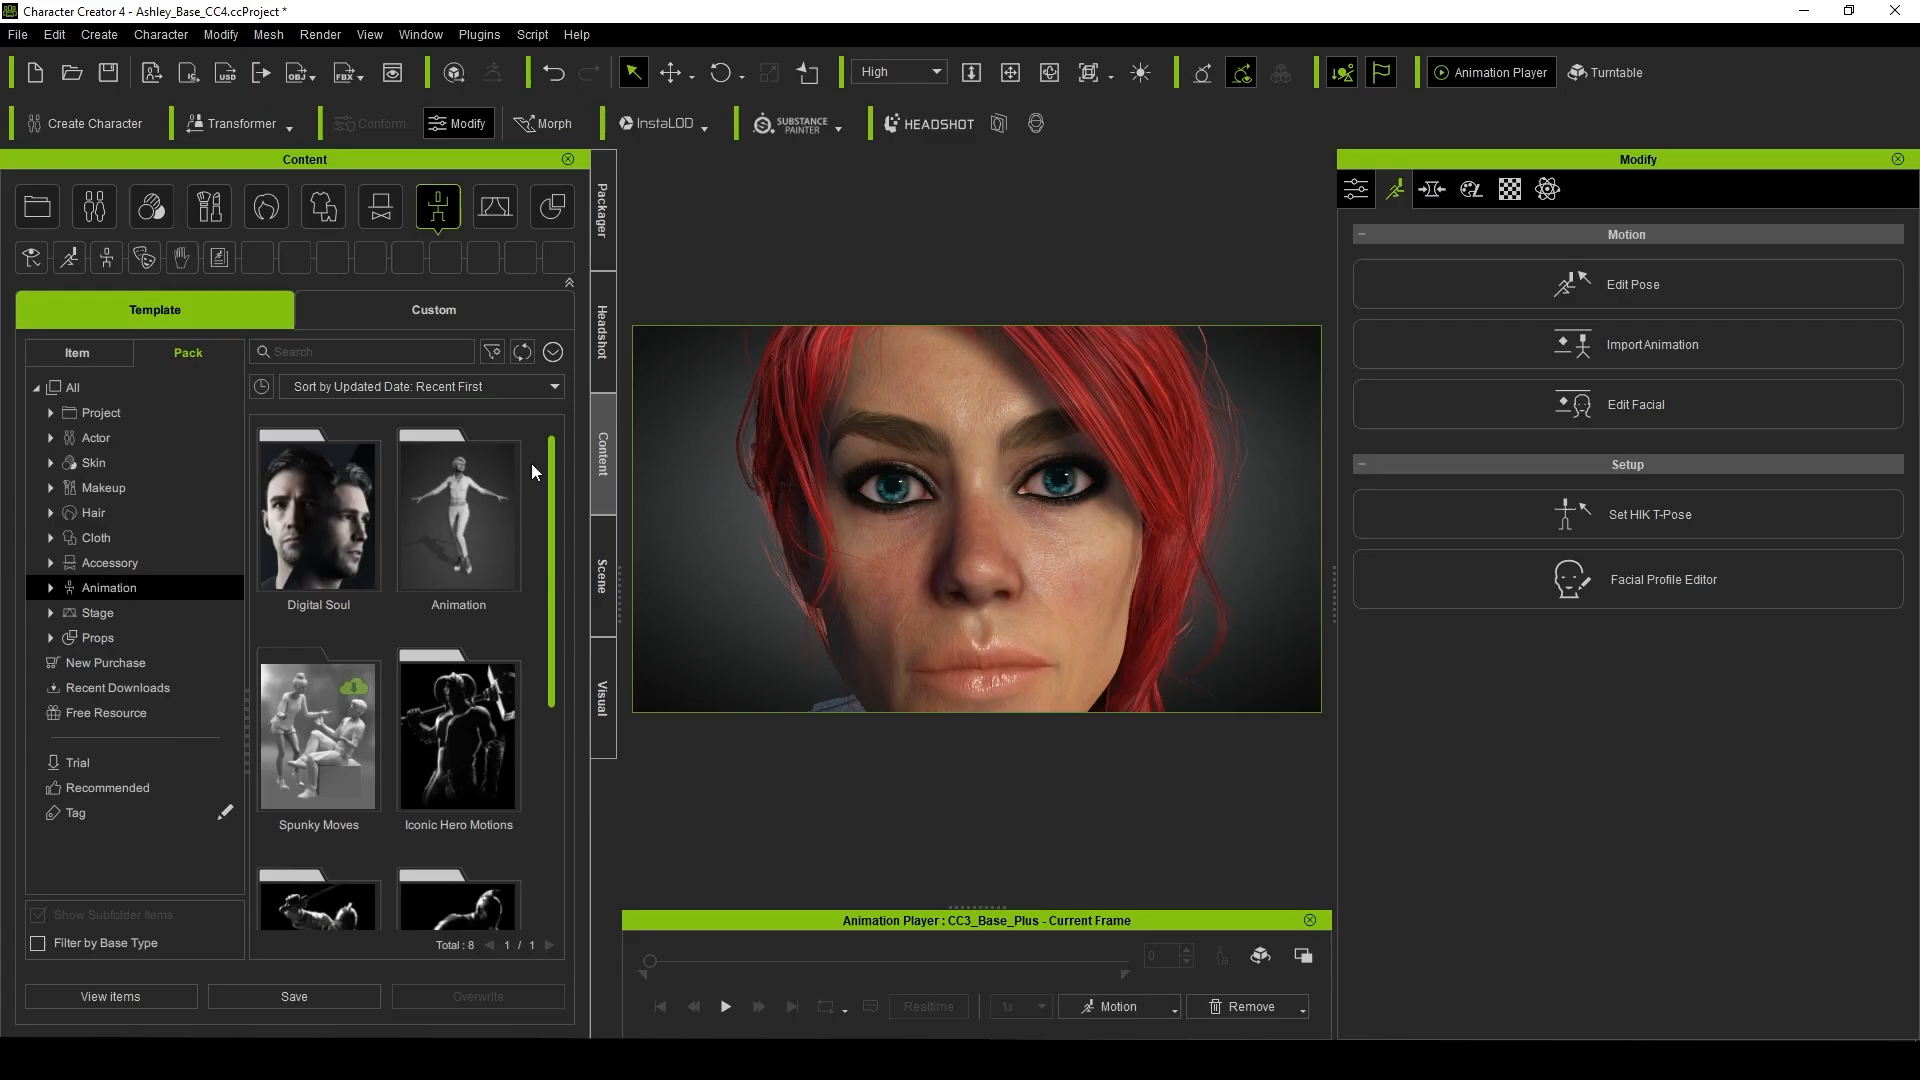 Character Creator 4 - Ashley_Base_CC4.ccProject *
File Edit Create Character Modify Mesh Render View Window Plugins Script Help
IC USD OBJ FBX High Animation Player Turntable
Create Character Transformer Conform Modify Morph InstaLOD SUBSTANCE PAINTER HEADSHOT
Content
Packager
Headshot
Content
Scene
Visual
Template Custom
Item Pack
Search
Sort by Updated Date: Recent First
All
Project
Actor
Skin
Makeup
Hair
Cloth
Accessory
Animation
Stage
Props
New Purchase
Recent Downloads
Free Resource
Trial
Recommended
Tag
Digital Soul
Animation
Spunky Moves
Iconic Hero Motions
Show Subfolder Items
Filter by Base Type
Total : 8 1 / 1
View items Save Overwrite
Animation Player : CC3_Base_Plus - Current Frame
0
Realtime 1x Motion Remove
Modify
Motion
Edit Pose
Import Animation
Edit Facial
Setup
Set HIK T-Pose
Facial Profile Editor